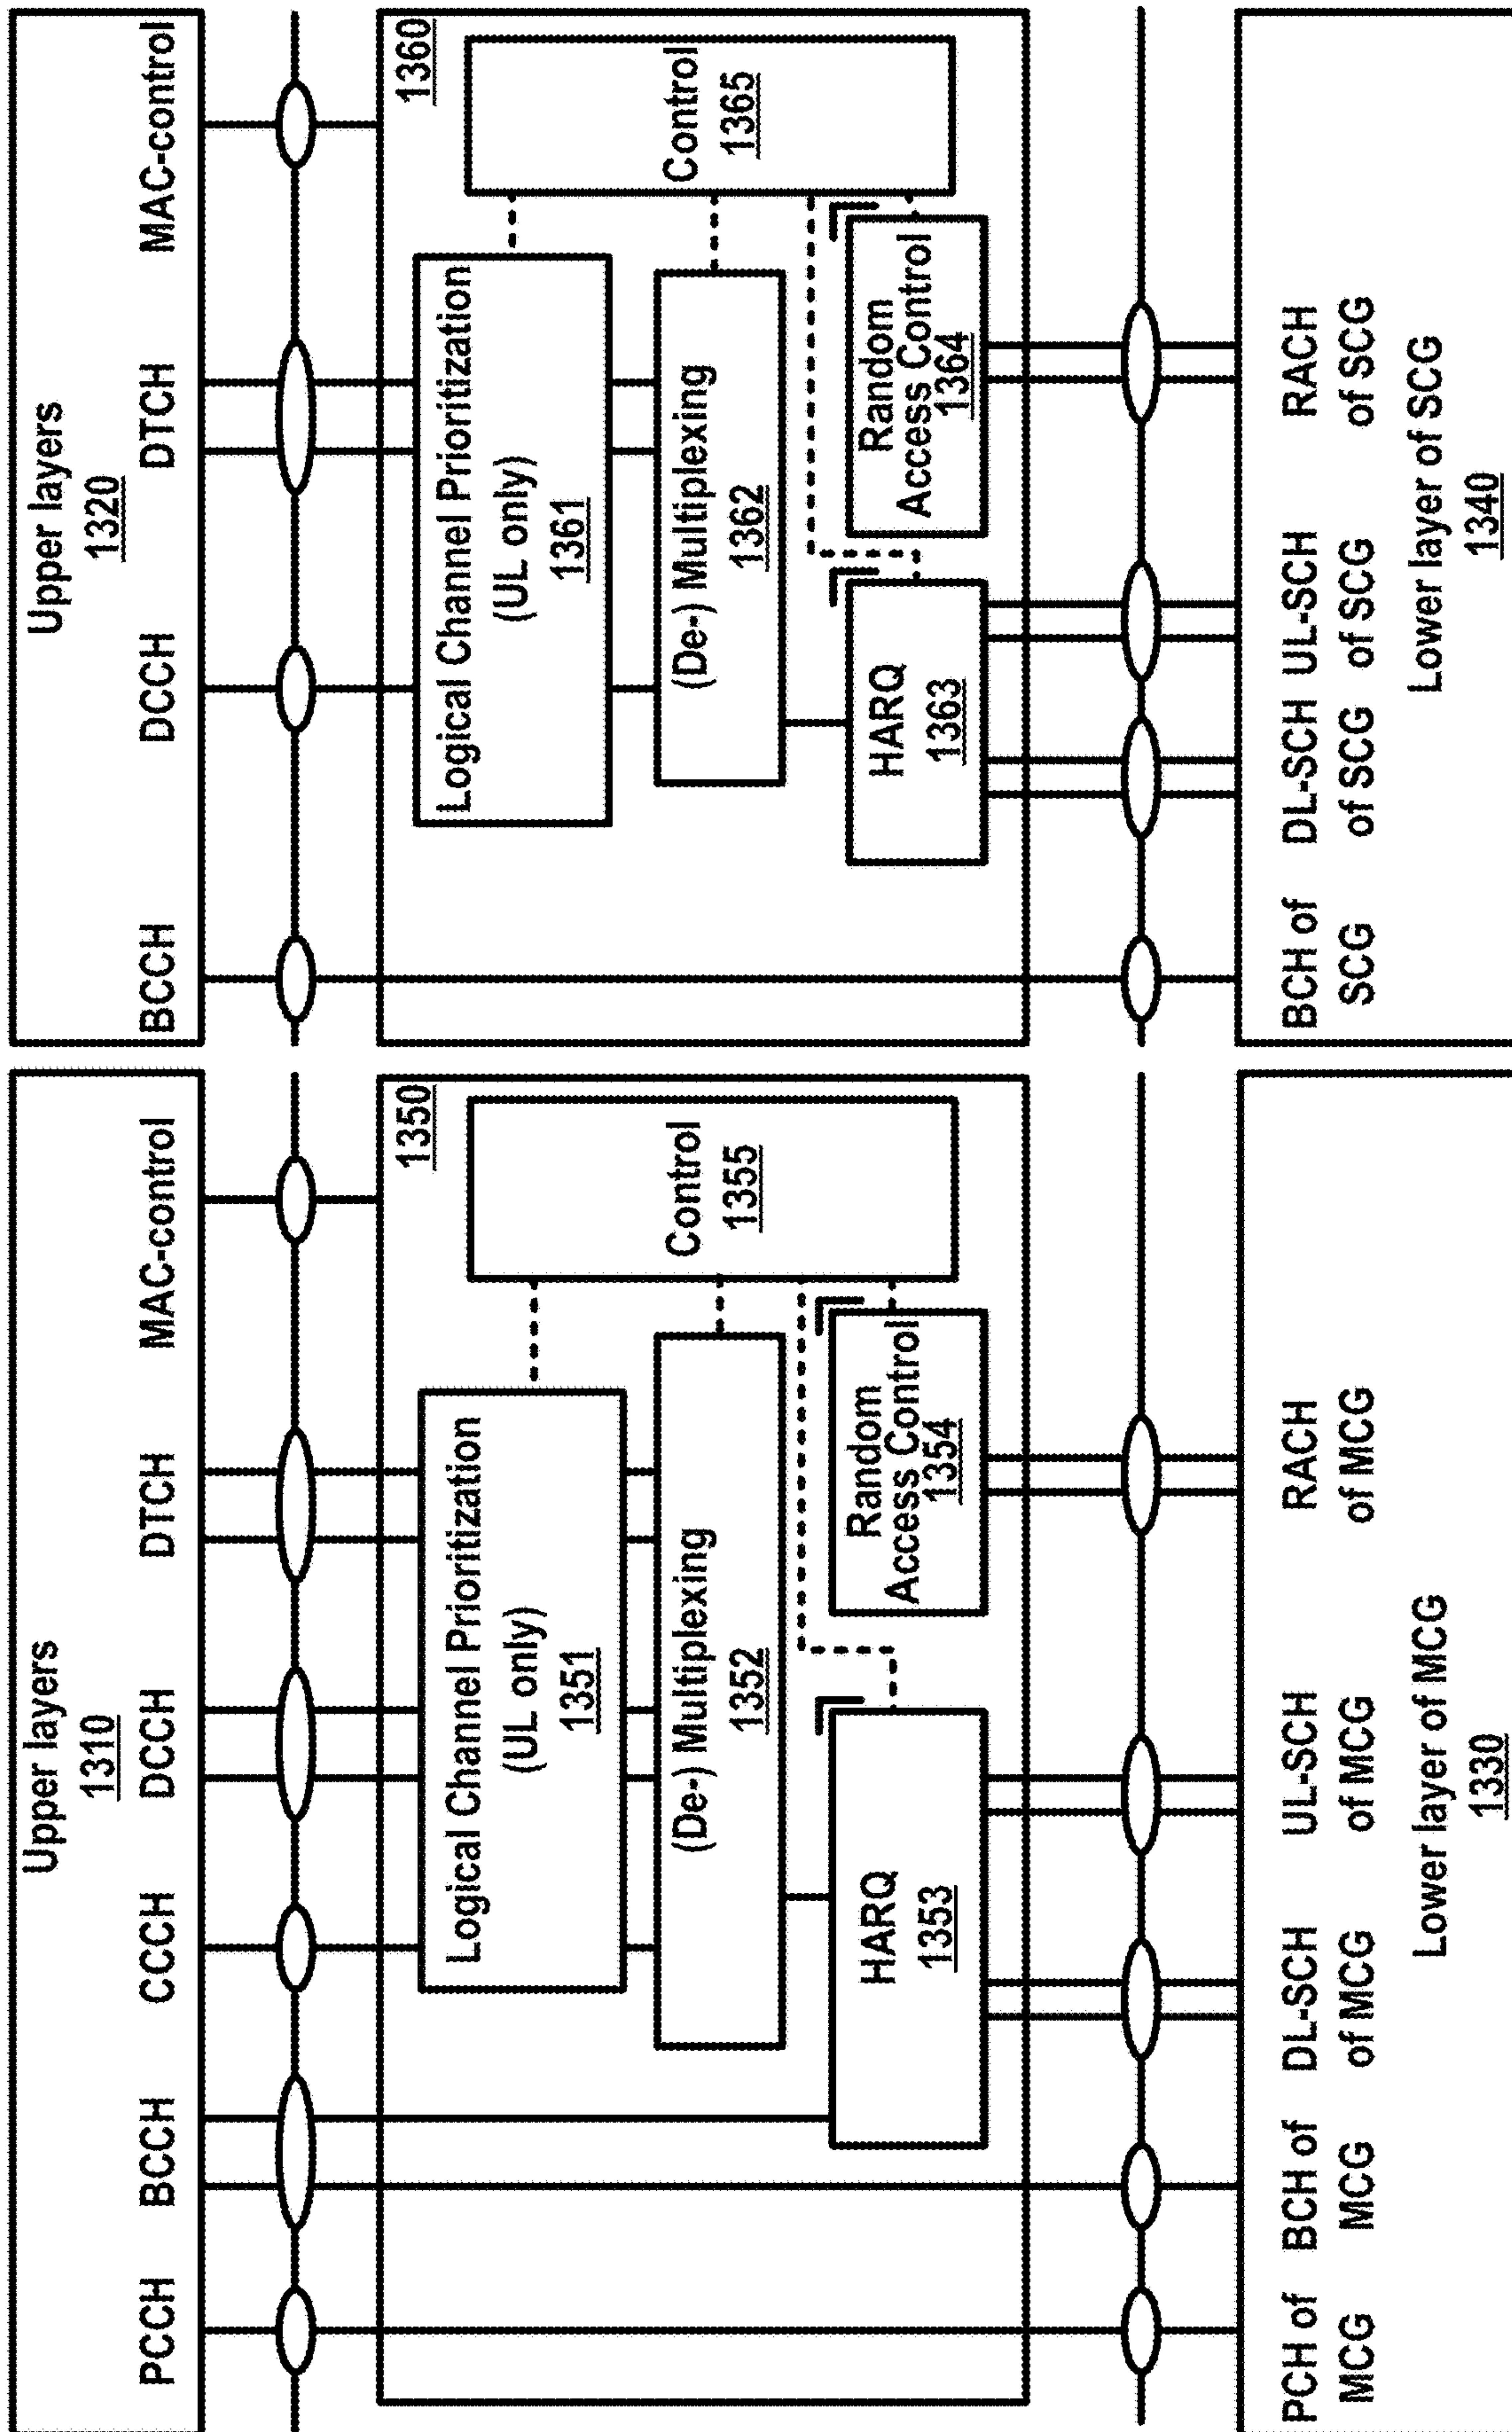 Upper layers
1310
PCCH BCCH CCCH DCCH DTCH MAC-control
1350
Logical Channel Prioritization
(UL only)
1351
(De-) Multiplexing
1352
HARQ
1353
Random
Access Control
1354
Control
1355
PCH of
MCG
BCH of
MCG
DL-SCH
of MCG
UL-SCH
of MCG
RACH
of MCG
Lower layer of MCG
1330
Upper layers
1320
BCCH DCCH DTCH MAC-control
1360
Logical Channel Prioritization
(UL only)
1361
(De-) Multiplexing
1362
HARQ
1363
Random
Access Control
1364
Control
1365
BCH of
SCG
DL-SCH
of SCG
UL-SCH
of SCG
RACH
of SCG
Lower layer of SCG
1340